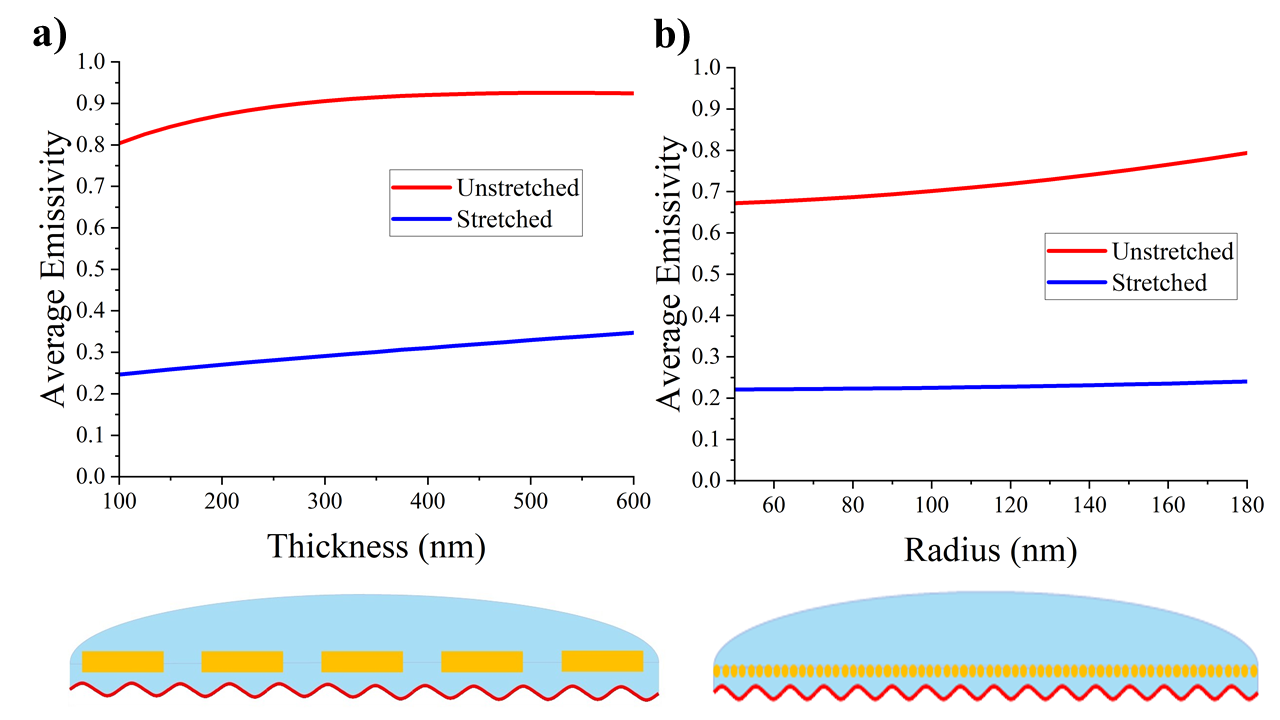 a)
Average Emissivity
1.0
0.9
0.8
0.7
0.6
0.5
0.4
0.3
0.2
0.1
0.0
Unstretched
Stretched
100 200 300 400 500 600
Thickness (nm)
b)
Average Emissivity
1.0
0.9
0.8
0.7
0.6
0.5
0.4
0.3
0.2
0.1
0.0
Unstretched
Stretched
60 80 100 120 140 160 180
Radius (nm)